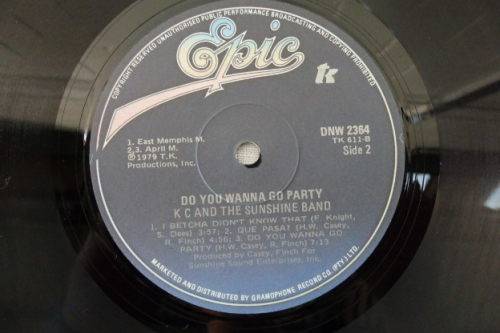 COPYRIGHT RESERVED UNAUTHORISED PUBLIC PERFORMANCE BROADCASTING AND COPYING PROHIBITED
Epic
tk
DNW 2364
TK 611-B
Side 2
1. East Memphis M.
2,3. April M.
℗1979 T.K.
Productions, Inc.
DO YOU WANNA GO PARTY
K C AND THE SUNSHINE BAND
1. I BETCHA DIDN'T KNOW THAT (F. Knight,
S. Dees) 3:57; 2. QUE PASA? (H.W. Casey,
R. Finch) 4:56; 3. DO YOU WANNA GO
PARTY (H.W. Casey, R. Finch) 7:13
Produced by Casey, Finch for
Sunshine Sound Enterprises, Inc.
MARKETED AND DISTRIBUTED BY GRAMOPHONE RECORD CO. (PTY.) LTD.